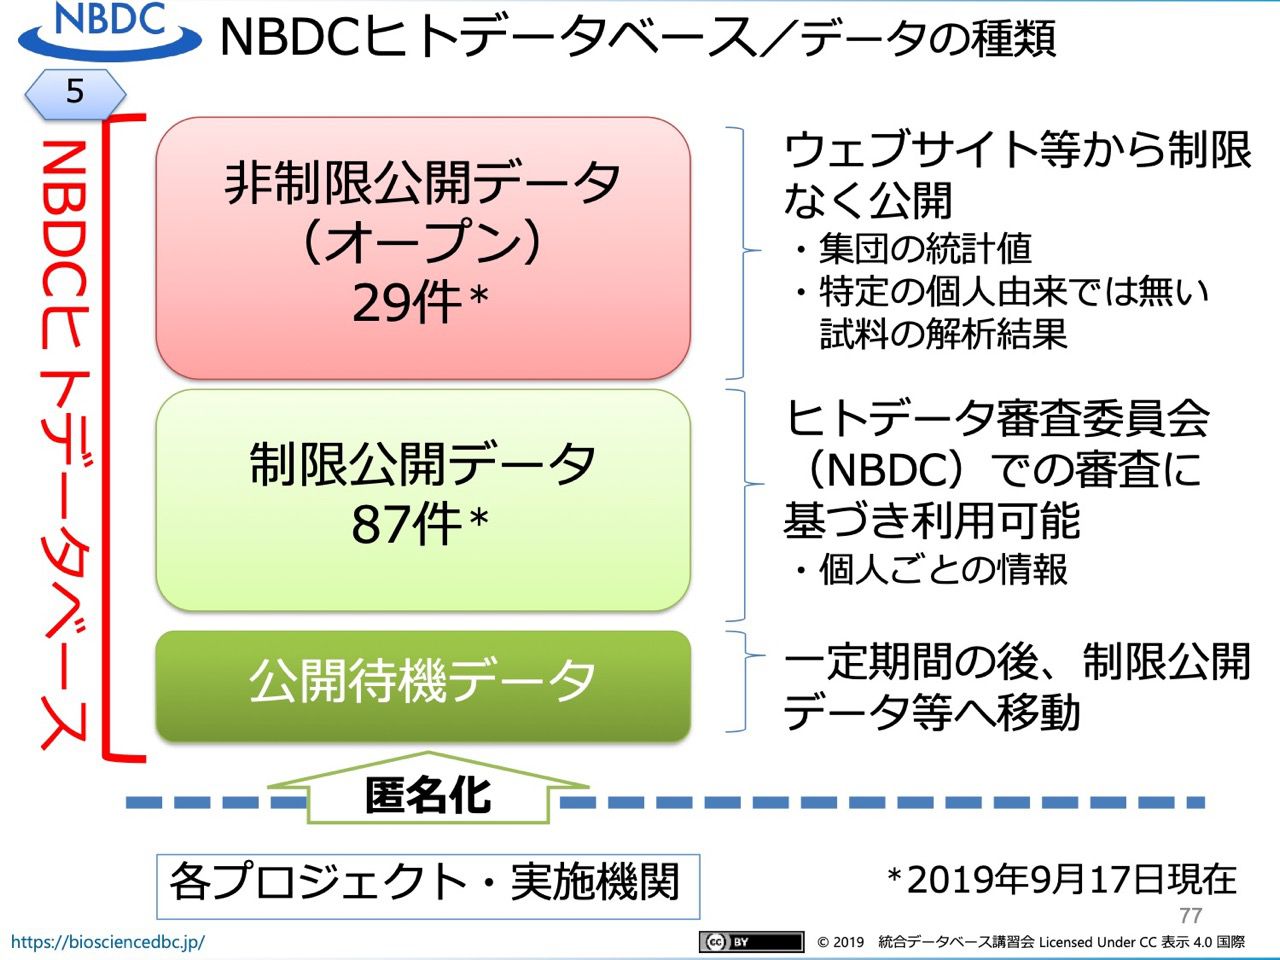 NBDC
NBDCヒトデータベース／データの種類
5
NBDCヒトデータベース
非制限公開データ
（オープン）
29件*
ウェブサイト等から制限
なく公開
・集団の統計値
・特定の個人由来では無い
試料の解析結果
制限公開データ
87件*
ヒトデータ審査委員会
（NBDC）での審査に
基づき利用可能
・個人ごとの情報
公開待機データ
一定期間の後、制限公開
データ等へ移動
匿名化
各プロジェクト・実施機関
*2019年9月17日現在
77
https://biosciencedbc.jp/
cc BY
© 2019 統合データベース講習会 Licensed Under CC 表示 4.0 国際